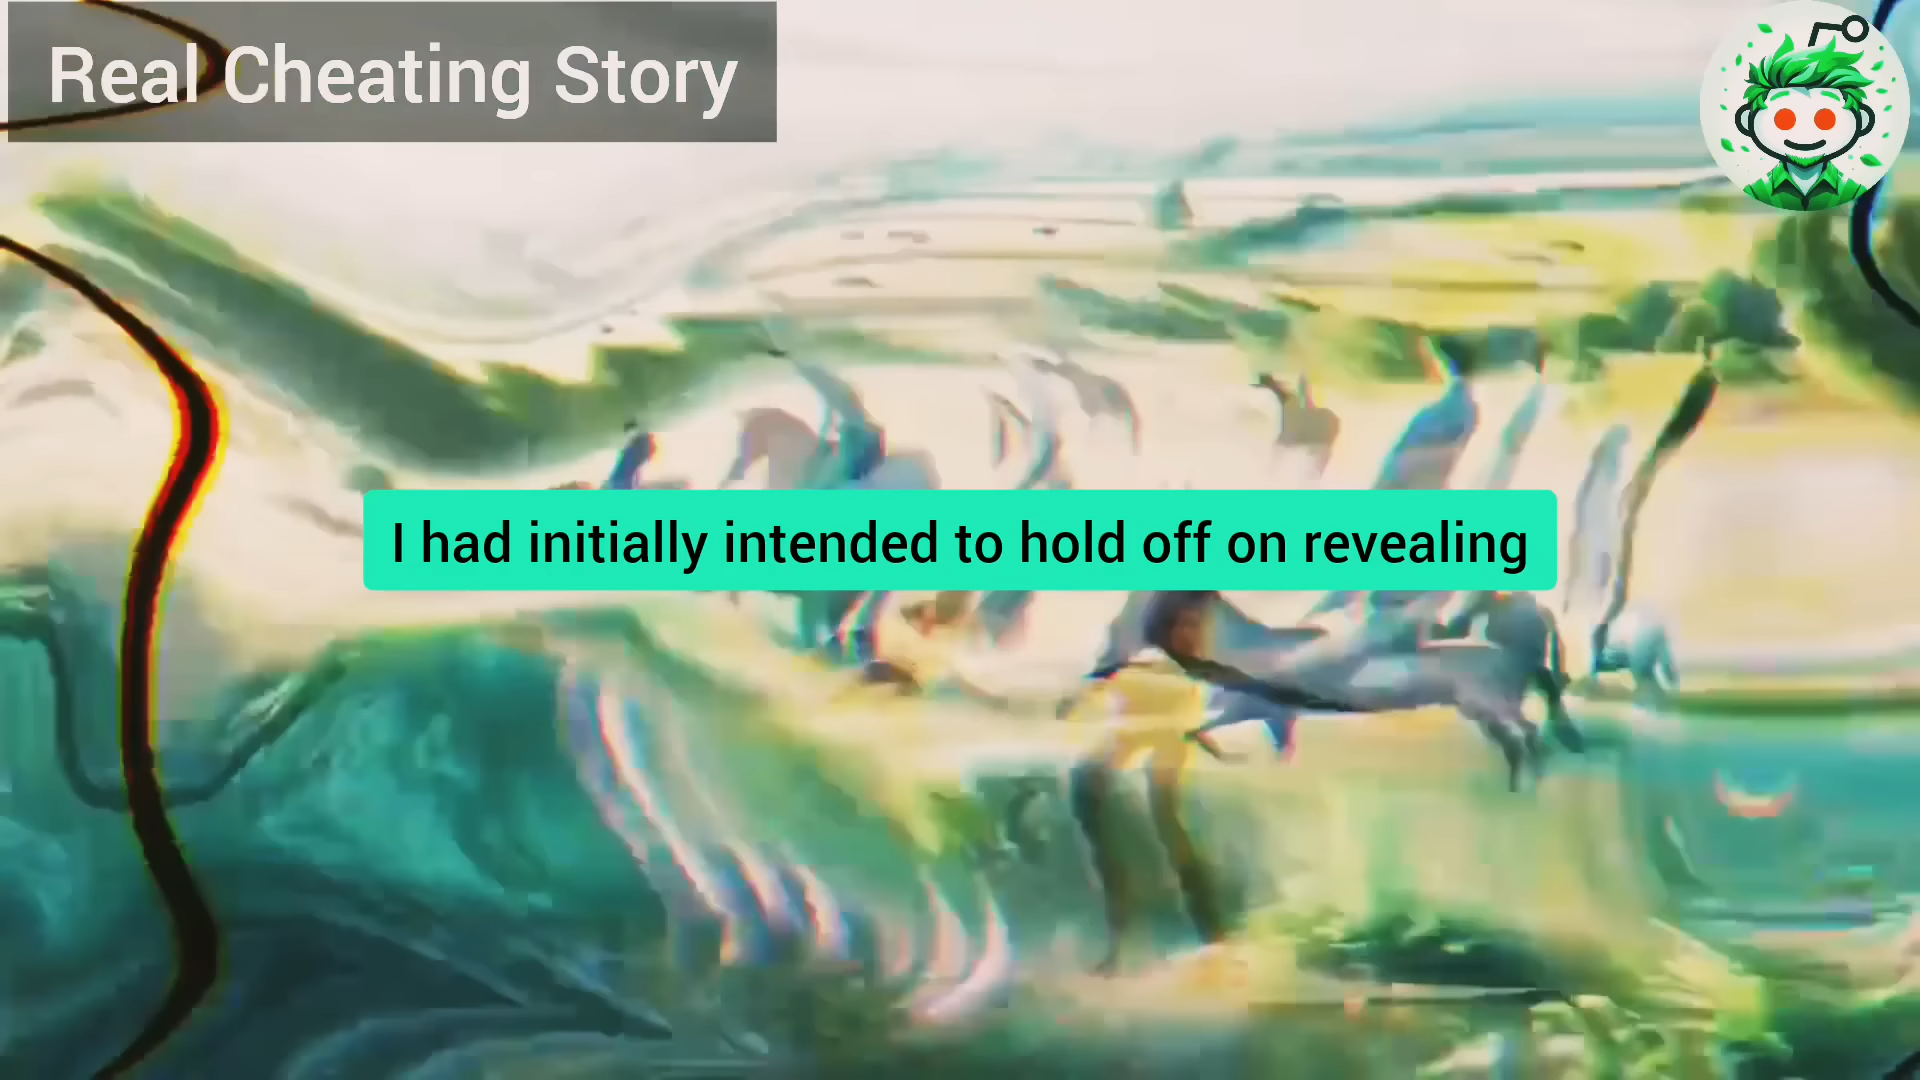 Real Cheating Story
I had initially intended to hold off on revealing